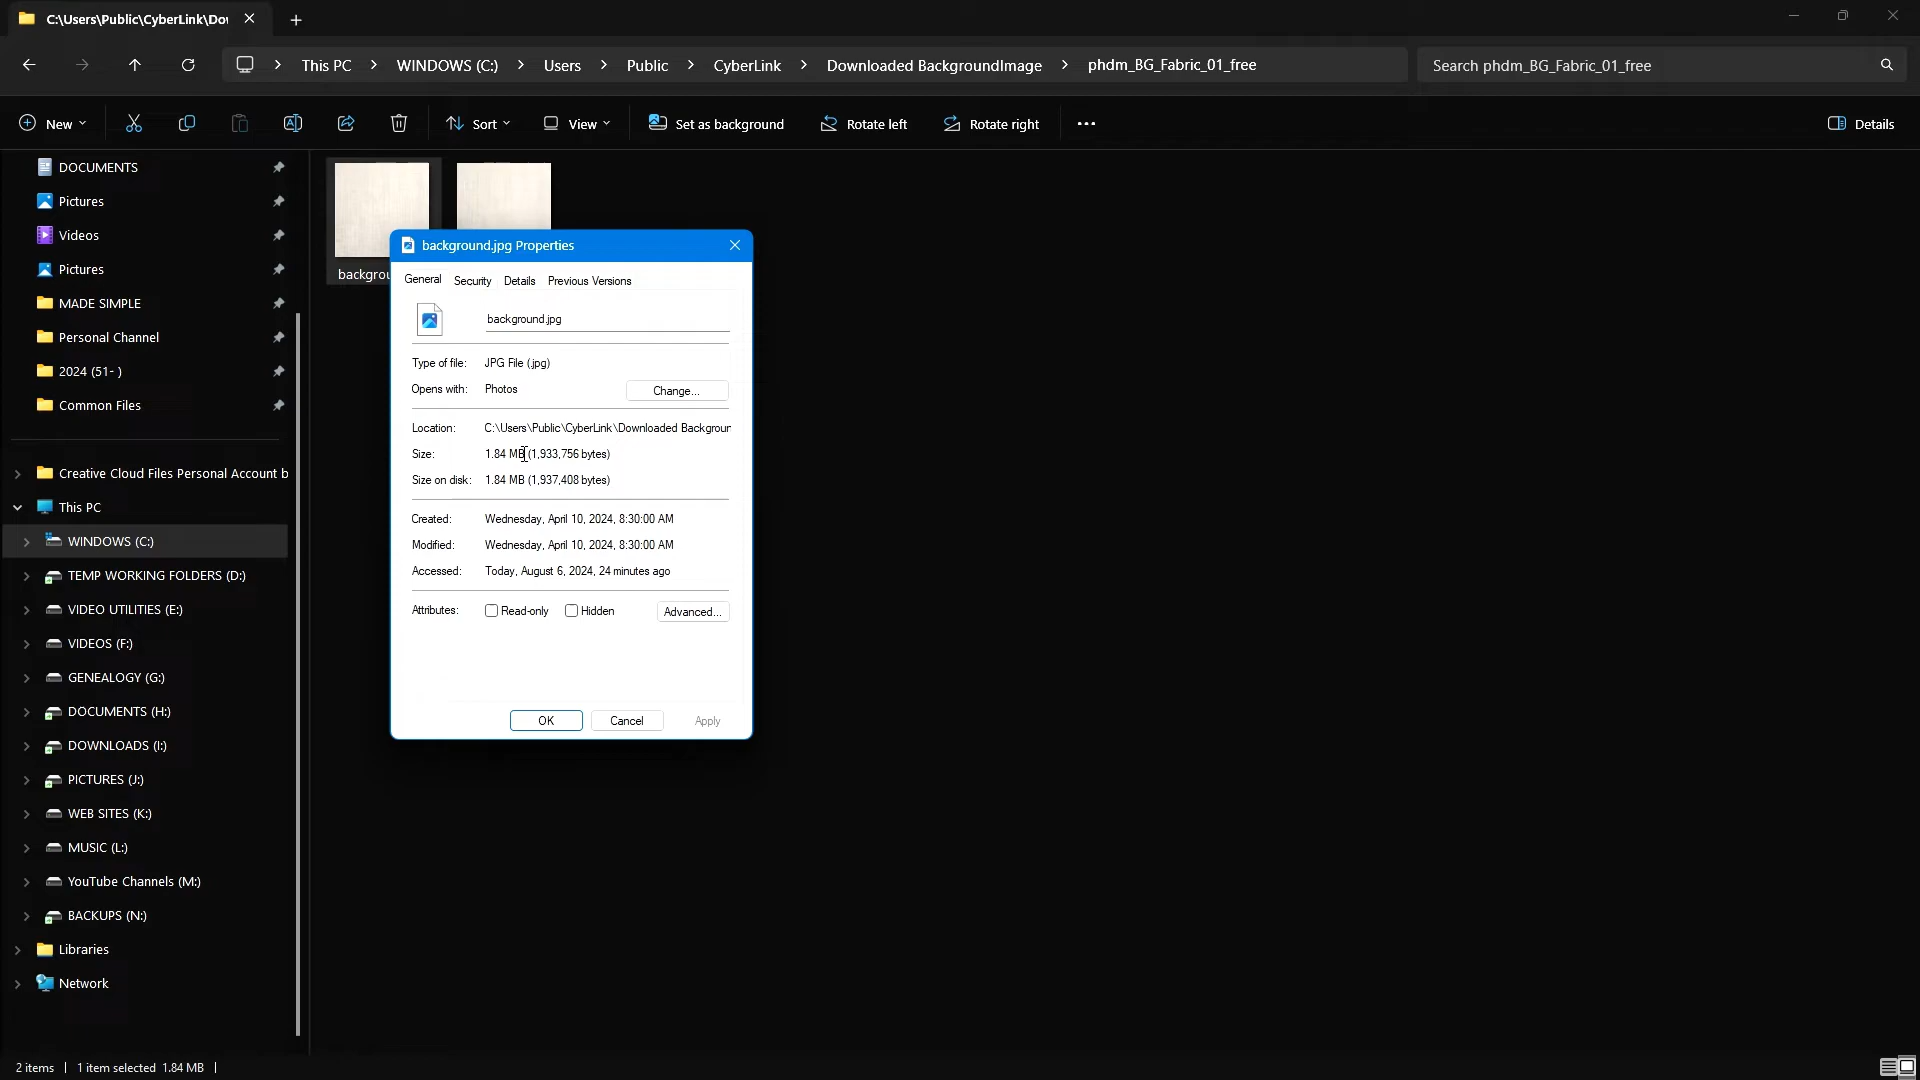 C:\Users\Public\CyberLink\Do
This PC > WINDOWS (C:) > Users > Public > CyberLink > Downloaded BackgroundImage > phdm_BG_Fabric_01_free
Search phdm_BG_Fabric_01_free
New
Sort
View
Set as background
Rotate left
Rotate right
Details
DOCUMENTS
Pictures
Videos
Pictures
MADE SIMPLE
Personal Channel
2024 (51- )
Common Files
Creative Cloud Files Personal Account b
This PC
WINDOWS (C:)
TEMP WORKING FOLDERS (D:)
VIDEO UTILITIES (E:)
VIDEOS (F:)
GENEALOGY (G:)
DOCUMENTS (H:)
DOWNLOADS (I:)
PICTURES (J:)
WEB SITES (K:)
MUSIC (L:)
YouTube Channels (M:)
BACKUPS (N:)
Libraries
Network
backgrou
background.jpg Properties
General Security Details Previous Versions
background.jpg
Type of file: JPG File (.jpg)
Opens with: Photos Change...
Location: C:\Users\Public\CyberLink\Downloaded Backgroun
Size: 1.84 MB (1,933,756 bytes)
Size on disk: 1.84 MB (1,937,408 bytes)
Created: Wednesday, April 10, 2024, 8:30:00 AM
Modified: Wednesday, April 10, 2024, 8:30:00 AM
Accessed: Today, August 6, 2024, 24 minutes ago
Attributes: Read-only Hidden Advanced...
OK Cancel Apply
2 items 1 item selected 1.84 MB